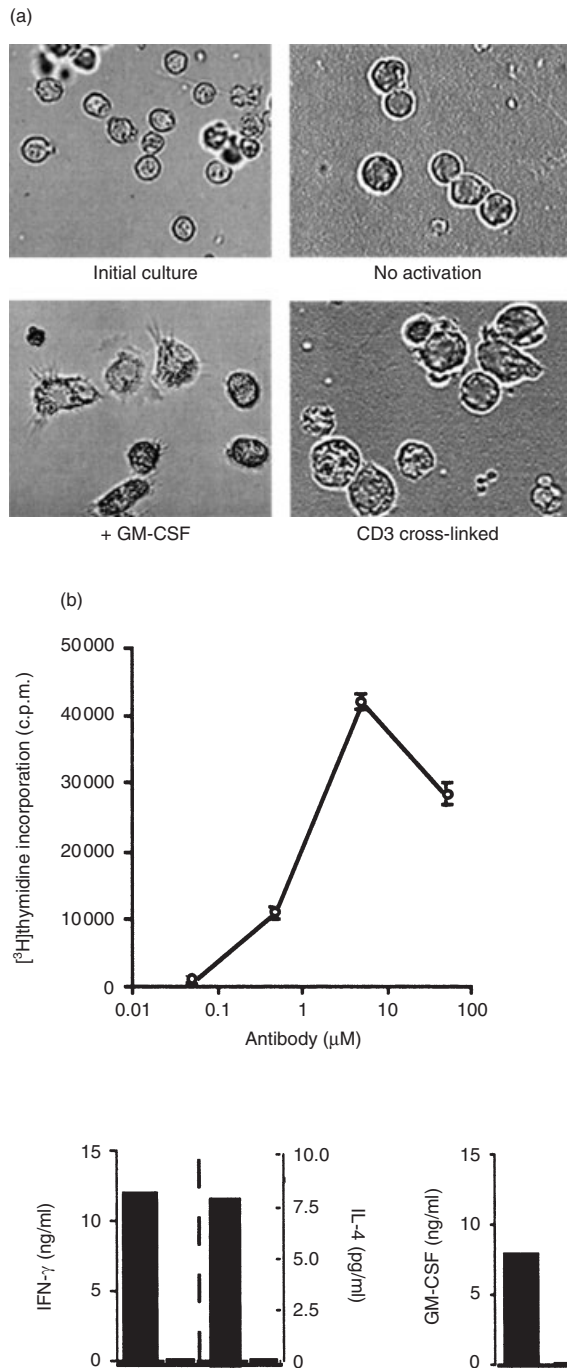 (a)
Initial culture
No activation
+ GM-CSF
CD3 cross-linked
(b)
50000
40000
30000
20000
10000
0
[³H]thymidine incorporation (c.p.m.)
0.01
0.1
1
10
100
Antibody (μM)
15
10
5
0
IFN-γ (ng/ml)
10.0
7.5
5.0
2.5
0
IL-4 (pg/ml)
15
10
5
0
GM-CSF (ng/ml)